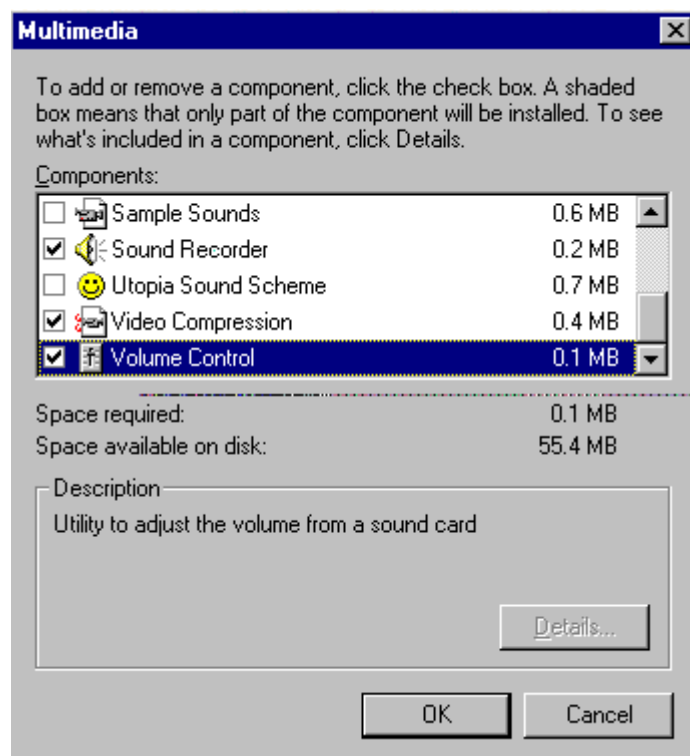 Multimedia
To add or remove a component, click the check box. A shaded
box means that only part of the component will be installed. To see
what's included in a component, click Details.
Components:
Sample Sounds 0.6 MB
Sound Recorder 0.2 MB
Utopia Sound Scheme 0.7 MB
Video Compression 0.4 MB
Volume Control 0.1 MB
Space required: 0.1 MB
Space available on disk: 55.4 MB
Description
Utility to adjust the volume from a sound card
Details...
OK Cancel